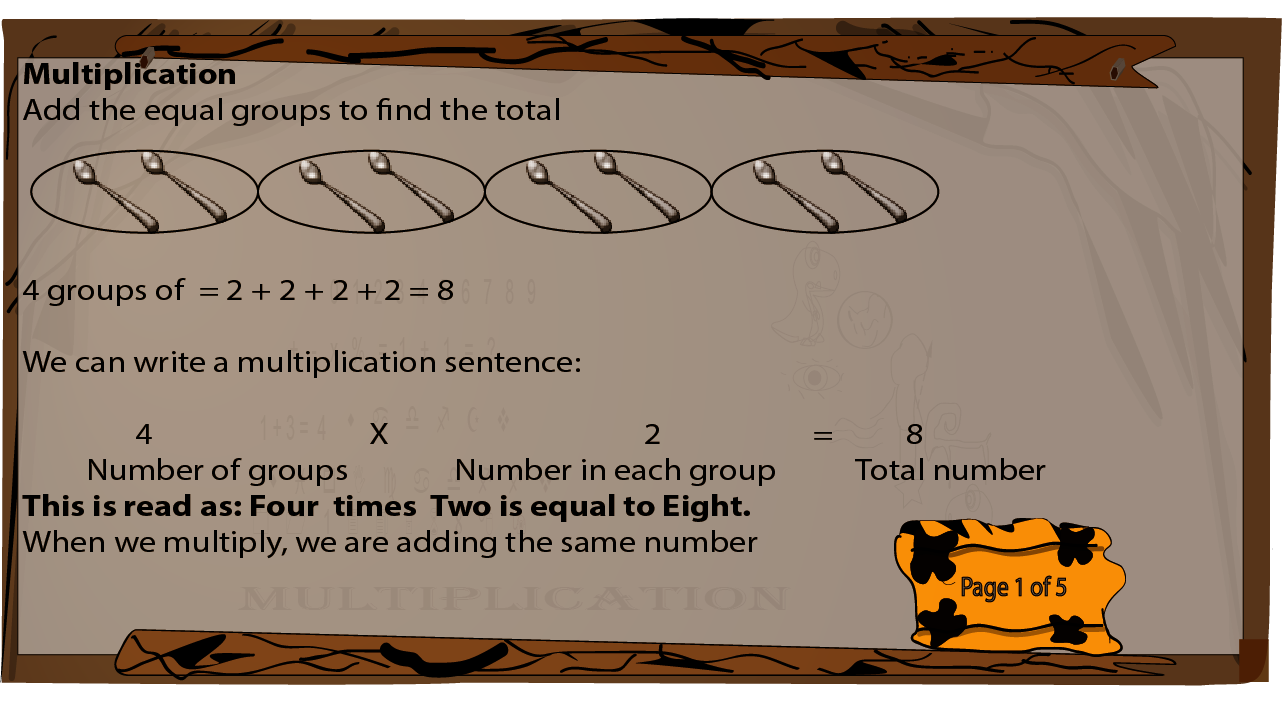 Multiplication
Add the equal groups to find the total
4 groups of = 2 + 2 + 2 + 2 = 8
We can write a multiplication sentence:
4 X 2 = 8
Number of groups Number in each group Total number
This is read as: Four times Two is equal to Eight.
When we multiply, we are adding the same number
Page 1 of 5
1+3= 4
MULTIPLICATION